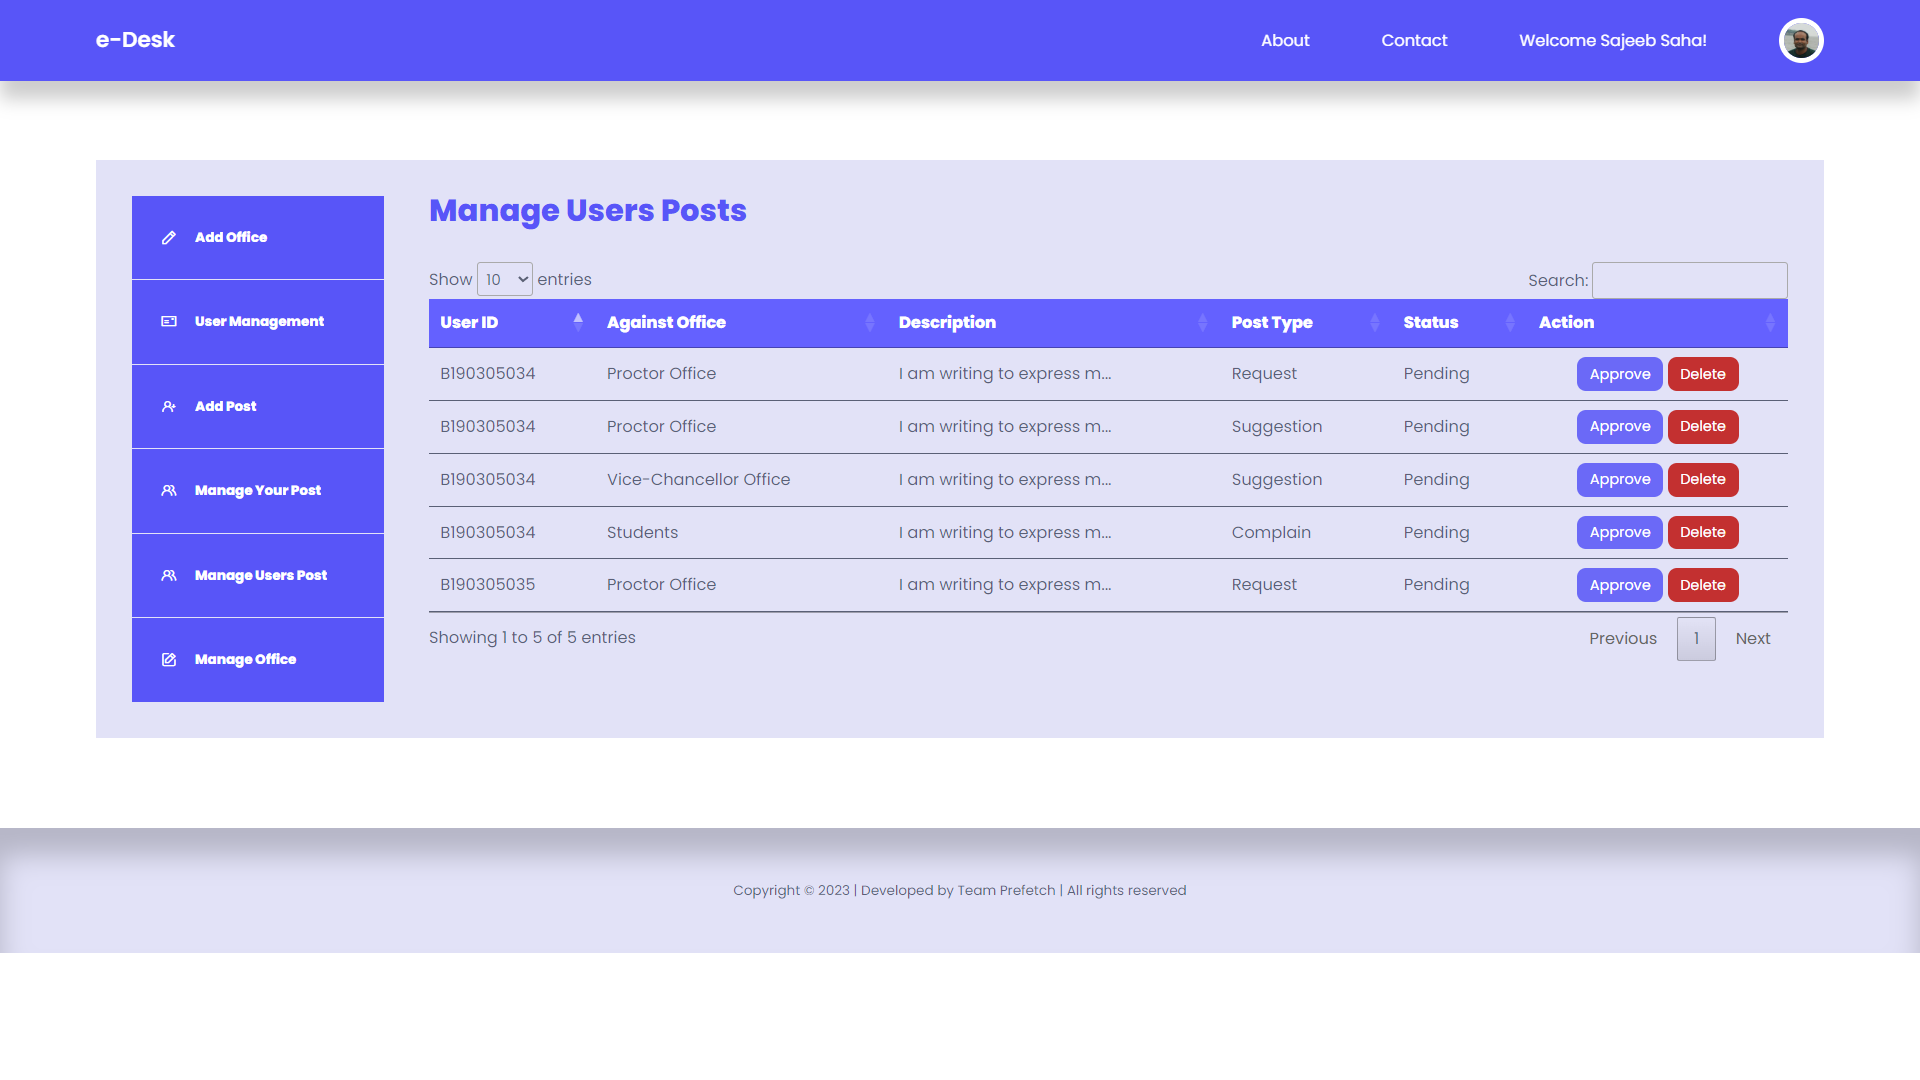 e-Desk About Contact Welcome Sajeeb Saha!
Add Office
User Management
Add Post
Manage Your Post
Manage Users Post
Manage Office
Manage Users Posts
Show 10 entries Search:
User ID Against Office Description Post Type Status Action
B190305034 Proctor Office I am writing to express m... Request Pending Approve Delete
B190305034 Proctor Office I am writing to express m... Suggestion Pending Approve Delete
B190305034 Vice-Chancellor Office I am writing to express m... Suggestion Pending Approve Delete
B190305034 Students I am writing to express m... Complain Pending Approve Delete
B190305035 Proctor Office I am writing to express m... Request Pending Approve Delete
Showing 1 to 5 of 5 entries Previous 1 Next
Copyright © 2023 | Developed by Team Prefetch | All rights reserved